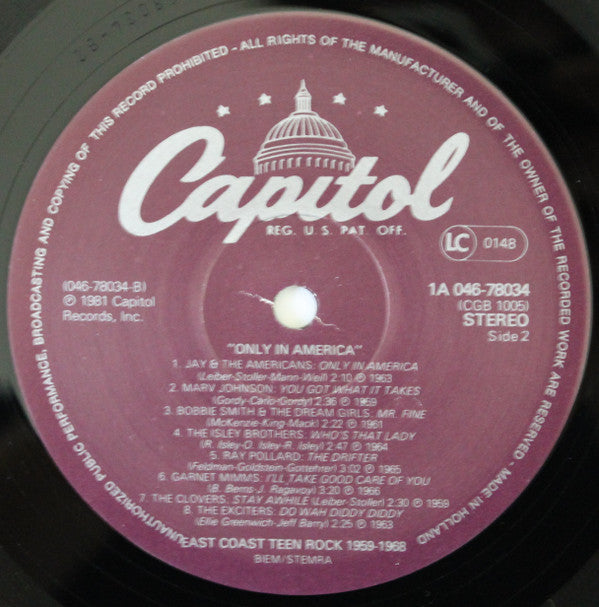 UNAUTHORIZED PUBLIC PERFORMANCE, BROADCASTING AND COPYING OF THIS RECORD PROHIBITED - ALL RIGHTS OF THE MANUFACTURER AND OF THE OWNER OF THE RECORDED WORK ARE RESERVED - MADE IN HOLLAND
Capitol
REG. U.S. PAT. OFF.
LC 0148
(046-78034-B)
℗ 1981 Capitol
Records, Inc.
1A 046-78034
(CGB 1005)
STEREO
Side 2
"ONLY IN AMERICA"
1. JAY & THE AMERICANS: ONLY IN AMERICA
(Leiber-Stoller-Mann-Weil) 2:10 ℗ 1963
2. MARV JOHNSON: YOU GOT WHAT IT TAKES
(Gordy-Carlo-Gordy) 2:36 ℗ 1959
3. BOBBIE SMITH & THE DREAM GIRLS: MR. FINE
(McKenzie-King-Mack) 2:22 ℗ 1961
4. THE ISLEY BROTHERS: WHO'S THAT LADY
(R. Isley-O. Isley-R. Isley) 2:47 ℗ 1964
5. RAY POLLARD: THE DRIFTER
(Feldman-Goldstein-Gottehrer) 3:02 ℗ 1965
6. GARNET MIMMS: I'LL TAKE GOOD CARE OF YOU
(B. Berns-J. Ragavoy) 3:20 ℗ 1966
7. THE CLOVERS: STAY AWHILE (Leiber-Stoller) 2:30 ℗ 1959
8. THE EXCITERS: DO WAH DIDDY DIDDY
(Ellie Greenwich-Jeff Barry) 2:25 ℗ 1963
EAST COAST TEEN ROCK 1959-1968
BIEM/STEMRA